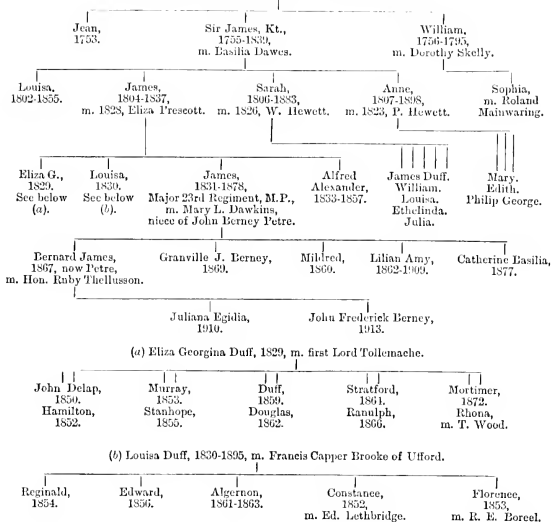 Jean, Sir James, Kt., William,
1753. 1755-1839, 1756-1795,
m. Basilia Dawes. m. Dorothy Skelly.
Louisa, James, Sarah, Anne, Sophia,
1802-1855. 1804-1837, 1806-1883, 1807-1898, m. Roland
m. 1828, Eliza Prescott. m. 1826, W. Hewett. m. 1823, P. Hewett. Mainwaring.
Eliza G., Louisa, James, Alfred James Duff. Mary.
1829. 1830. 1831-1878, Alexander, William. Edith.
See below See below Major 23rd Regiment, M.P., 1833-1857. Louisa. Philip George.
(a). (b). m. Mary L. Dawkins, Ethelinda.
niece of John Berney Petre. Julia.
Bernard James, Granville J. Berney, Mildred, Lilian Amy, Catherine Basilia,
1867, now Petre, 1869. 1860. 1862-1909. 1877.
m. Hon. Ruby Thellusson.
Juliana Egidia, John Frederick Berney,
1910. 1913.
(a) Eliza Georgina Duff, 1829, m. first Lord Tollemache.
John Delap, Murray, Duff, Stratford, Mortimer,
1850. 1853. 1859. 1864. 1872.
Hamilton, Stanhope, Douglas, Ranulph, Rhona,
1852. 1855. 1862. 1866. m. T. Wood.
(b) Louisa Duff, 1830-1895, m. Francis Capper Brooke of Ufford.
Reginald, Edward, Algernon, Constance, Florence,
1854. 1856. 1861-1863. 1852, 1853,
m. Ed. Lethbridge. m. R. E. Boreel.